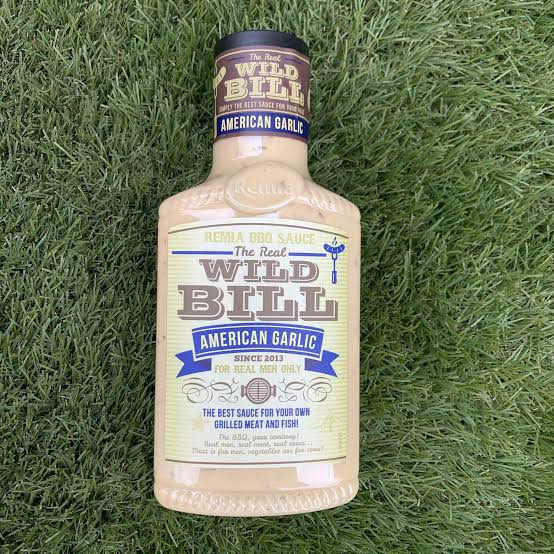 The Real
WILD
BILL
SIMPLY THE BEST SAUCE FOR YOUR MEAT
AMERICAN GARLIC
Remia
REMIA BBQ SAUCE
The Real
WILD
BILL
AMERICAN GARLIC
SINCE 2013
FOR REAL MEN ONLY
THE BEST SAUCE FOR YOUR OWN
GRILLED MEAT AND FISH!
The BBQ, your territory!
Real men, real meat, real sauce...
Meat is for men, vegetables are for cows!